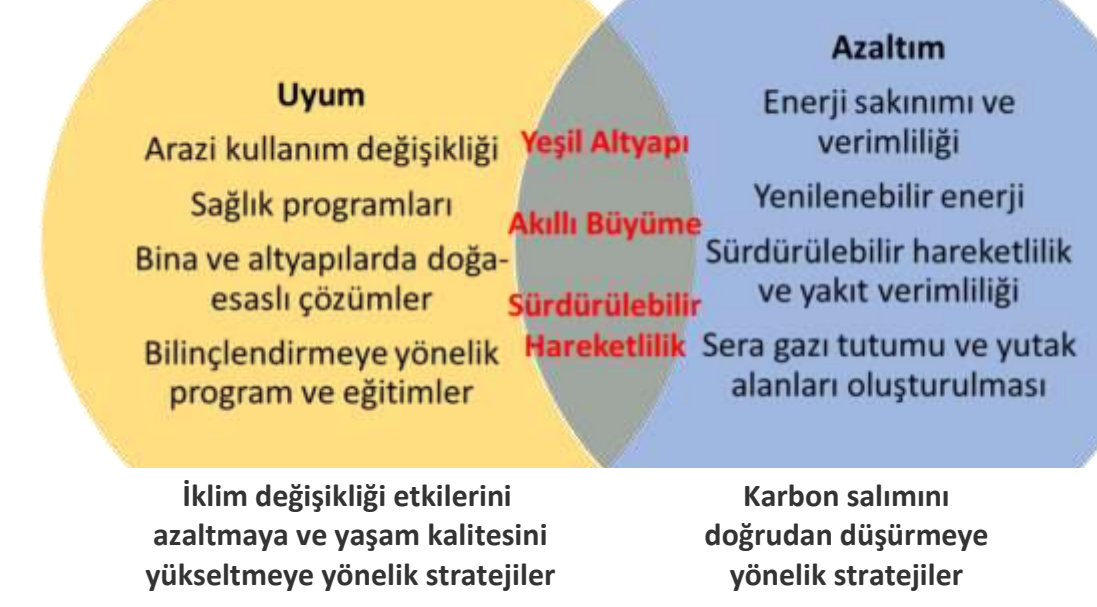 Uyum
Arazi kullanım değişikliği
Sağlık programları
Bina ve altyapılarda doğa-
esaslı çözümler
Bilinçlendirmeye yönelik
program ve eğitimler
Yeşil Altyapı
Akıllı Büyüme
Sürdürülebilir
Hareketlilik
Azaltım
Enerji sakınımı ve
verimliliği
Yenilenebilir enerji
Sürdürülebilir hareketlilik
ve yakıt verimliliği
Sera gazı tutumu ve yutak
alanları oluşturulması
İklim değişikliği etkilerini
azaltmaya ve yaşam kalitesini
yükseltmeye yönelik stratejiler
Karbon salımını
doğrudan düşürmeye
yönelik stratejiler